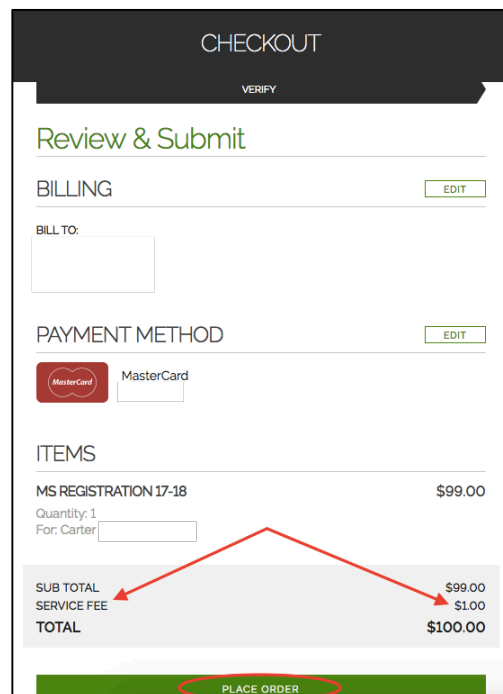 CHECKOUT
VERIFY
Review & Submit
BILLING
EDIT
BILL TO:
PAYMENT METHOD
EDIT
MasterCard
MasterCard
ITEMS
MS REGISTRATION 17-18 $99.00
Quantity: 1
For: Carter
SUB TOTAL $99.00
SERVICE FEE $1.00
TOTAL $100.00
PLACE ORDER